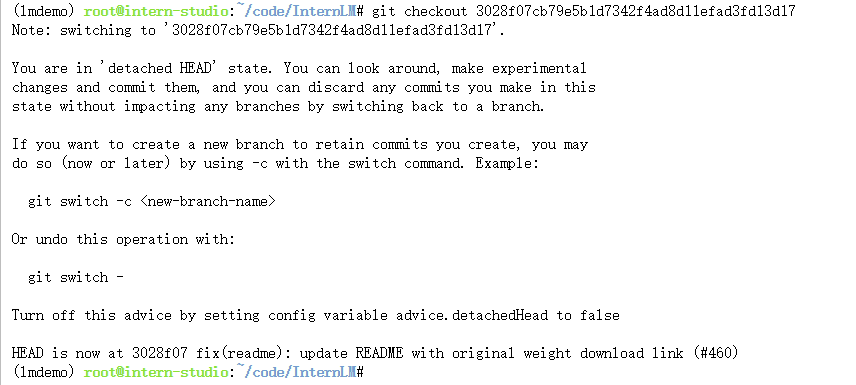 (lmdemo) root@intern-studio:~/code/InternLM# git checkout 3028f07cb79e5b1d7342f4ad8d11efad3fd13d17
Note: switching to '3028f07cb79e5b1d7342f4ad8d11efad3fd13d17'.
You are in 'detached HEAD' state. You can look around, make experimental
changes and commit them, and you can discard any commits you make in this
state without impacting any branches by switching back to a branch.
If you want to create a new branch to retain commits you create, you may
do so (now or later) by using -c with the switch command. Example:
git switch -c <new-branch-name>
Or undo this operation with:
git switch -
Turn off this advice by setting config variable advice.detachedHead to false
HEAD is now at 3028f07 fix(readme): update README with original weight download link (#460)
(lmdemo) root@intern-studio:~/code/InternLM#